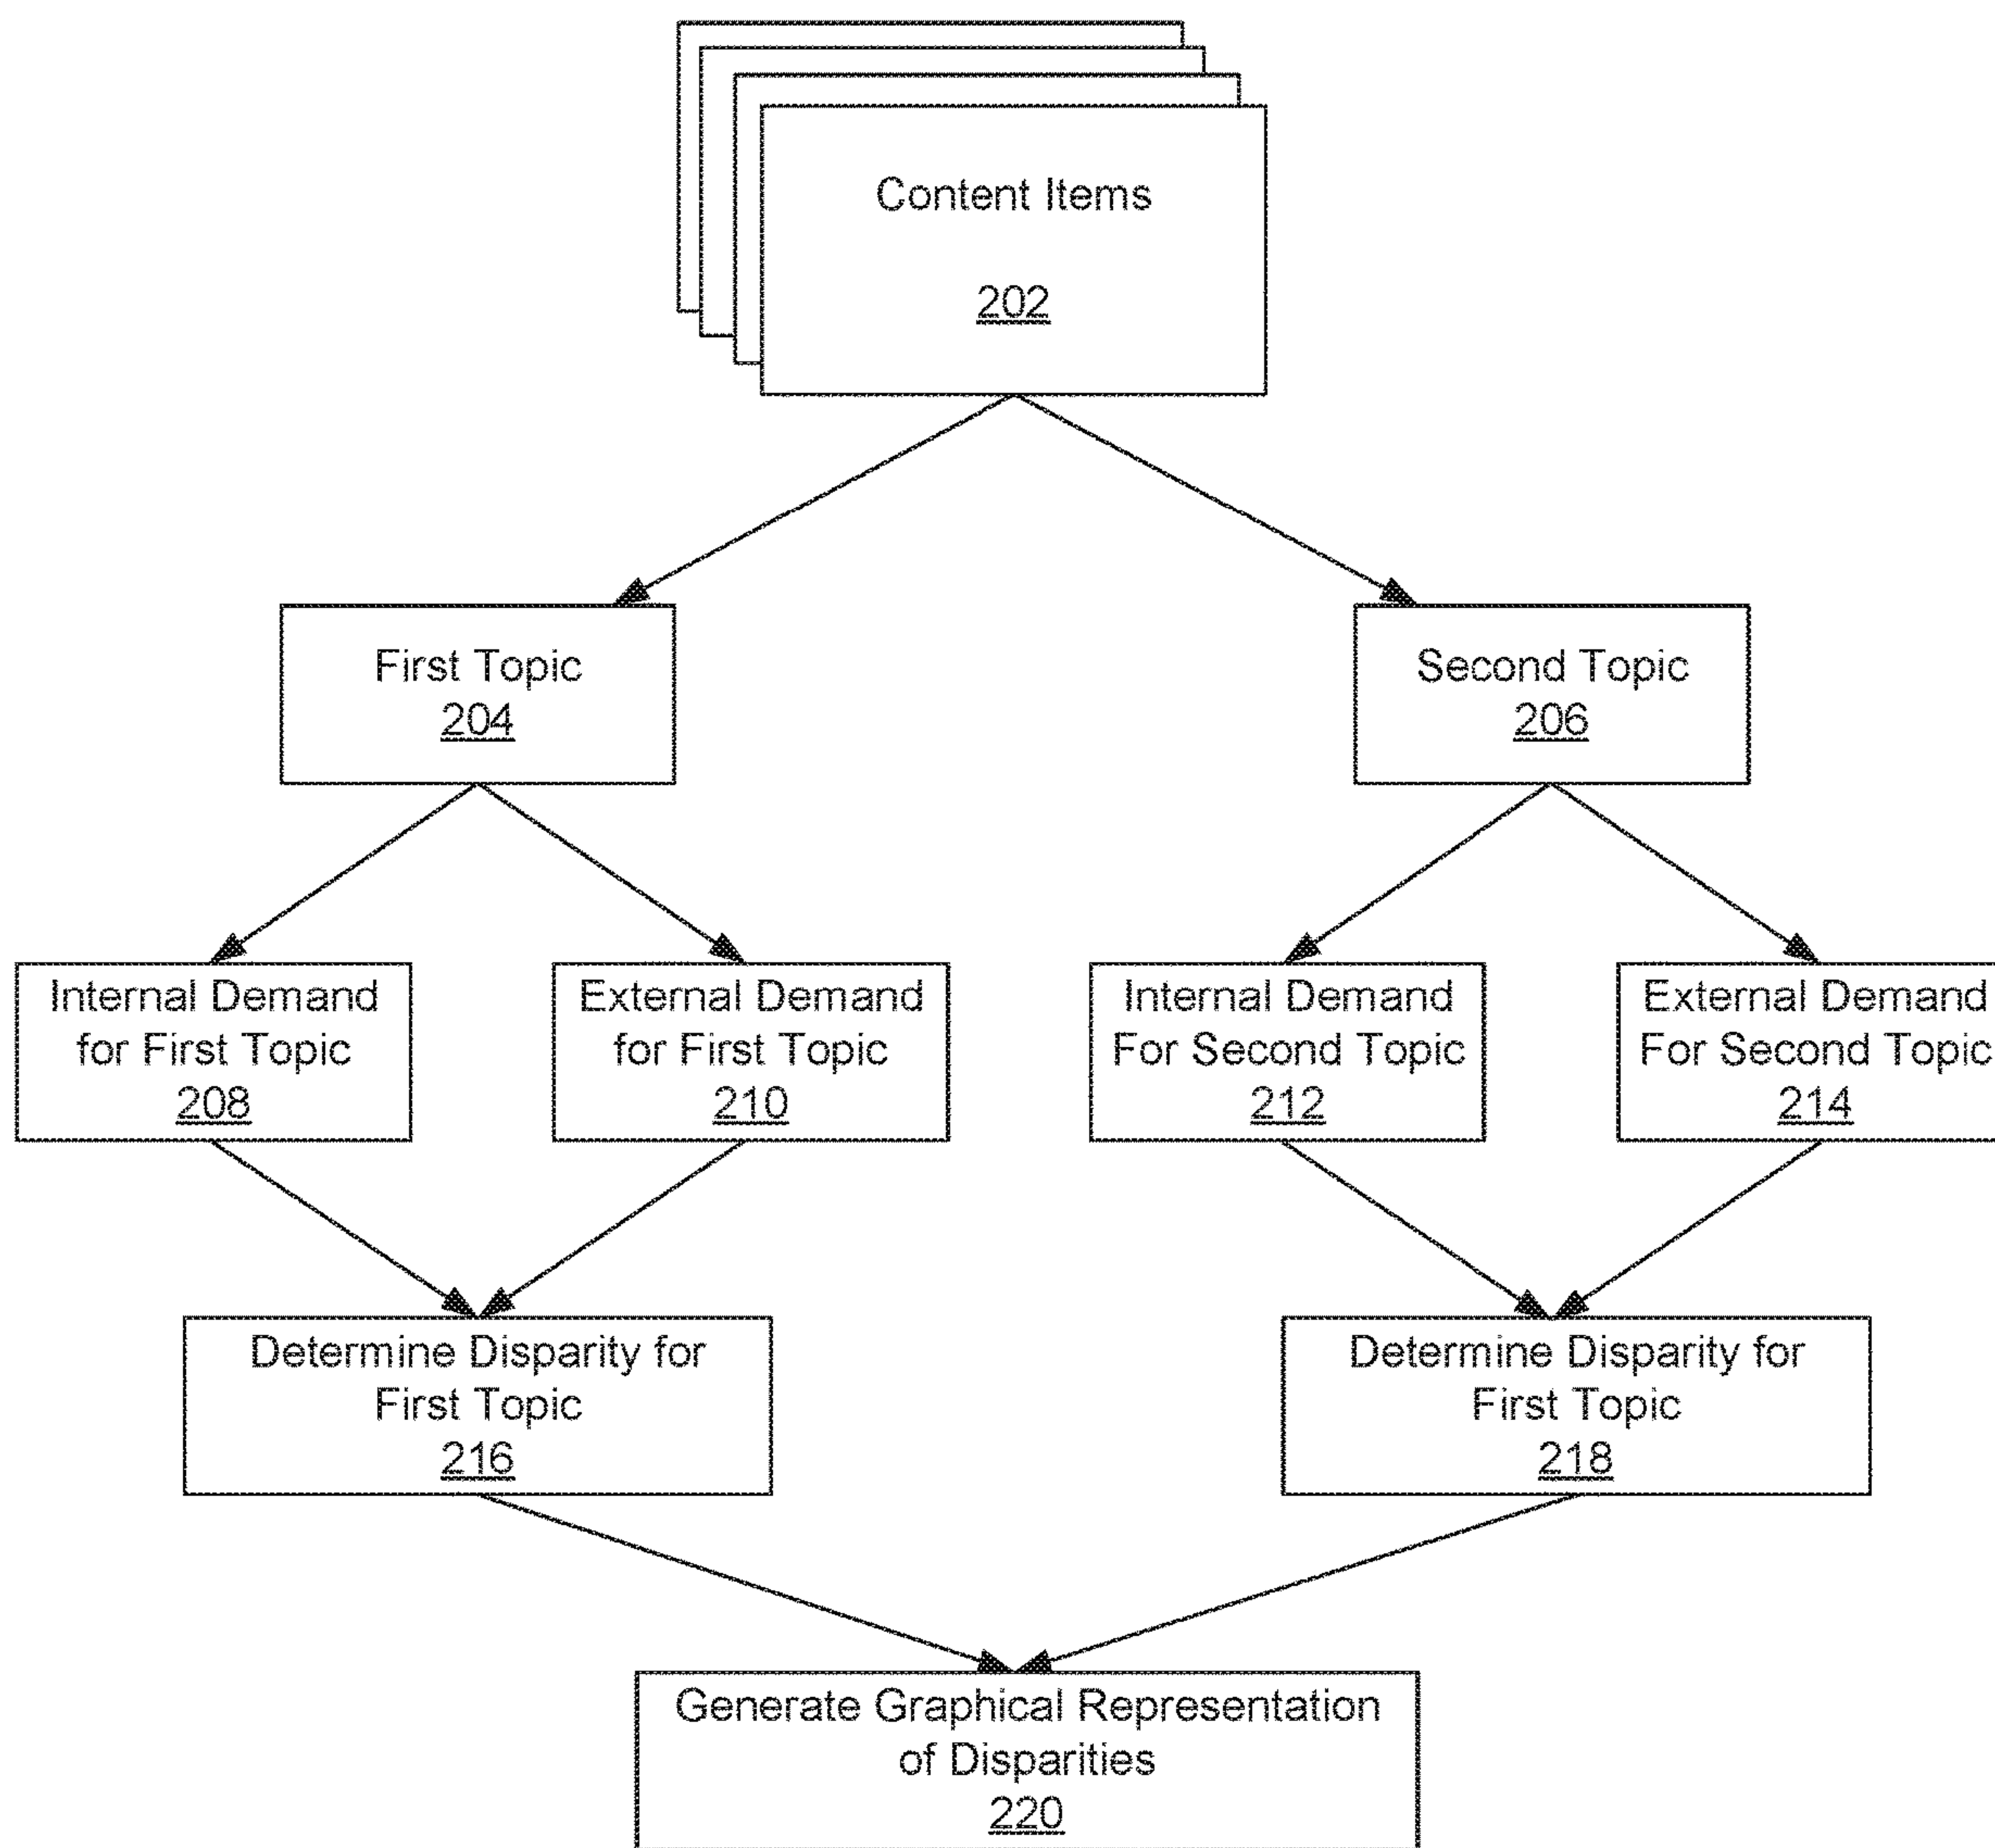 Content Items
202
First Topic
204
Second Topic
206
Internal Demand
for First Topic
208
External Demand
for First Topic
210
Internal Demand
For Second Topic
212
External Demand
For Second Topic
214
Determine Disparity for
First Topic
216
Determine Disparity for
First Topic
218
Generate Graphical Representation
of Disparities
220